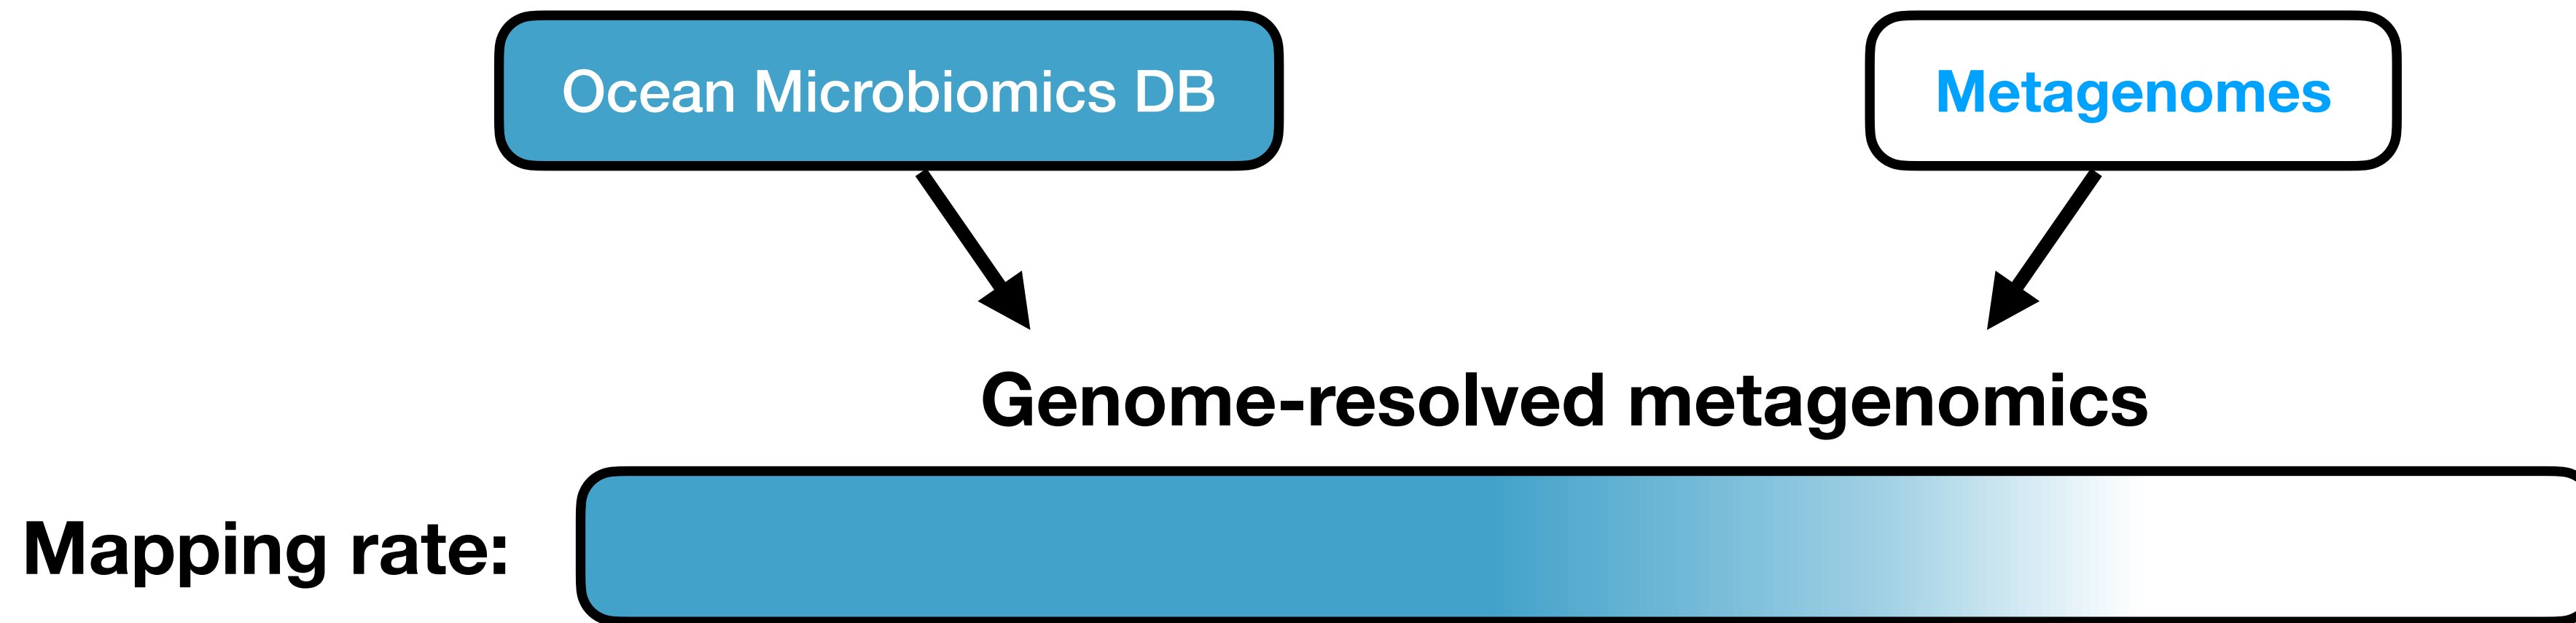 Ocean Microbiomics DB
Metagenomes
Genome-resolved metagenomics
Mapping rate: